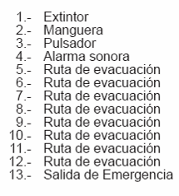 1.- Extintor
2.- Manguera
3.- Pulsador
4.- Alarma sonora
5.- Ruta de evacuación
6.- Ruta de evacuación
7.- Ruta de evacuación
8.- Ruta de evacuación
9.- Ruta de evacuación
10.- Ruta de evacuación
11.- Ruta de evacuación
12.- Ruta de evacuación
13.- Salida de Emergencia